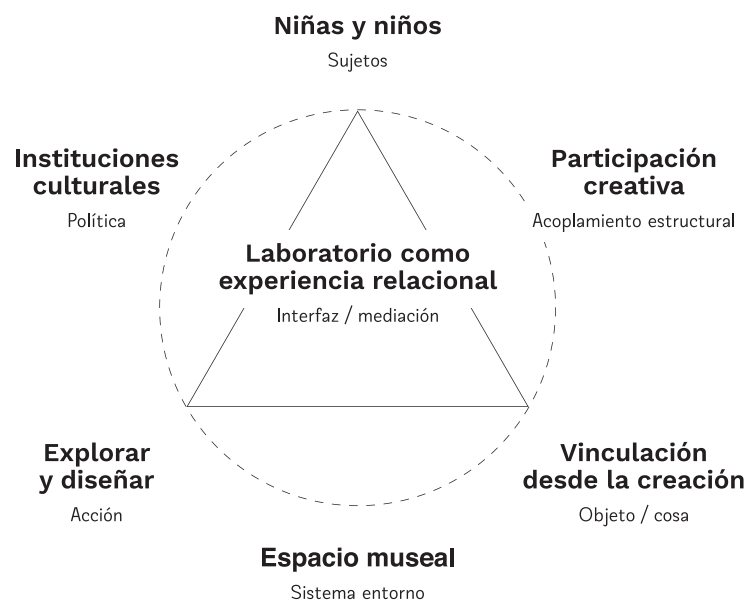 Niñas y niños
Sujetos
Instituciones
culturales
Política
Participación
creativa
Acoplamiento estructural
Laboratorio como
experiencia relacional
Interfaz / mediación
Explorar
y diseñar
Acción
Vinculación
desde la creación
Objeto / cosa
Espacio museal
Sistema entorno